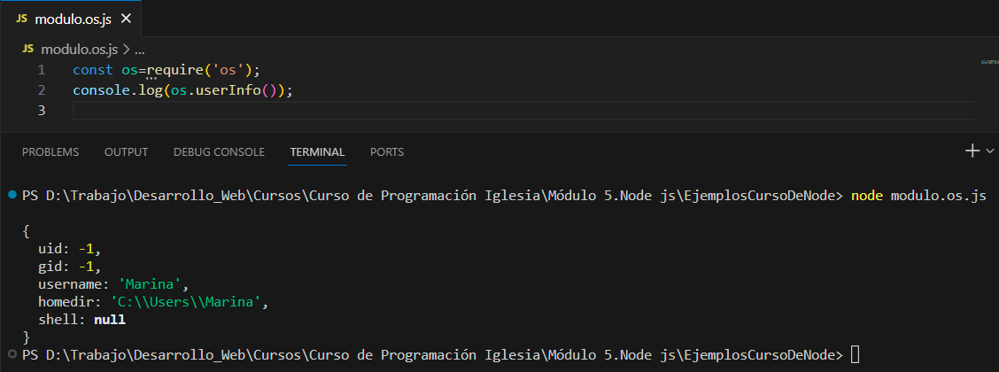 JS modulo.os.js ×
JS modulo.os.js > ...
1 const os=require('os');
2 console.log(os.userInfo());
3
PROBLEMS OUTPUT DEBUG CONSOLE TERMINAL PORTS
PS D:\Trabajo\Desarrollo_Web\Cursos\Curso de Programación Iglesia\Módulo 5.Node js\EjemplosCursoDeNode> node modulo.os.js
{
  uid: -1,
  gid: -1,
  username: 'Marina',
  homedir: 'C:\\Users\\Marina',
  shell: null
}
PS D:\Trabajo\Desarrollo_Web\Cursos\Curso de Programación Iglesia\Módulo 5.Node js\EjemplosCursoDeNode>